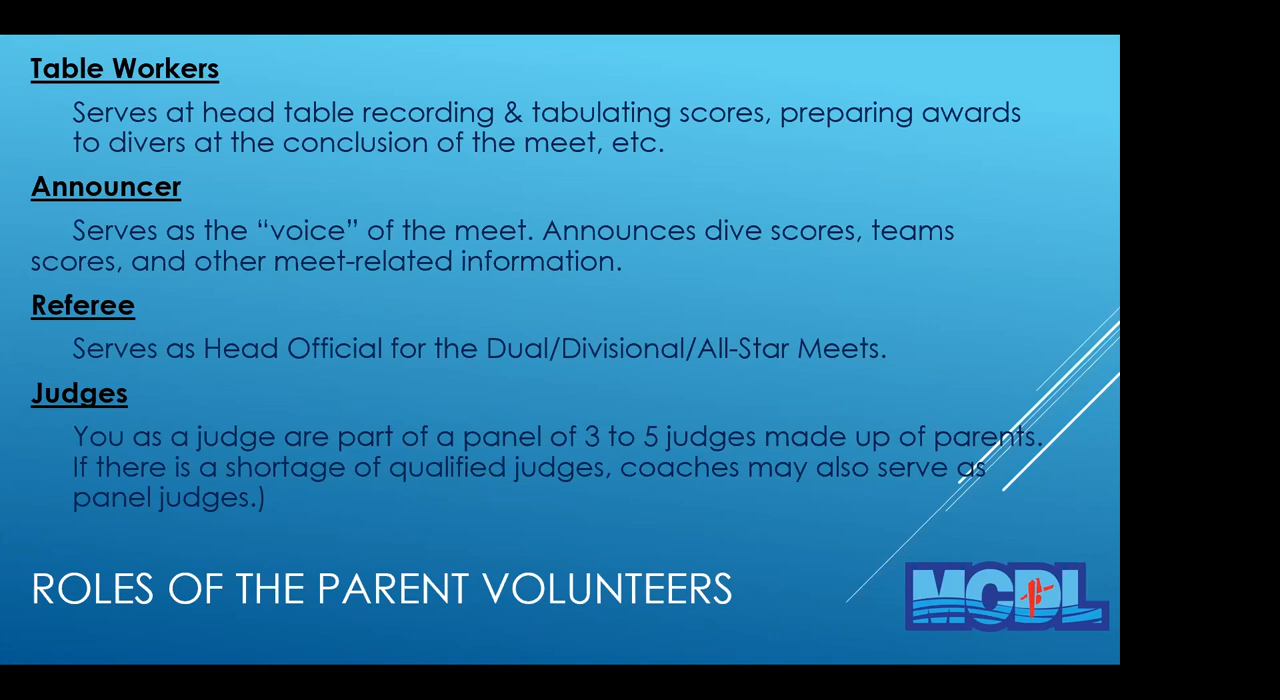 Table Workers
Serves at head table recording & tabulating scores, preparing awards
to divers at the conclusion of the meet, etc.
Announcer
Serves as the “voice” of the meet. Announces dive scores, teams
scores, and other meet-related information.
Referee
Serves as Head Official for the Dual/Divisional/All-Star Meets.
Judges
You as a judge are part of a panel of 3 to 5 judges made up of parents.
If there is a shortage of qualified judges, coaches may also serve as
panel judges.)
ROLES OF THE PARENT VOLUNTEERS
MCDL